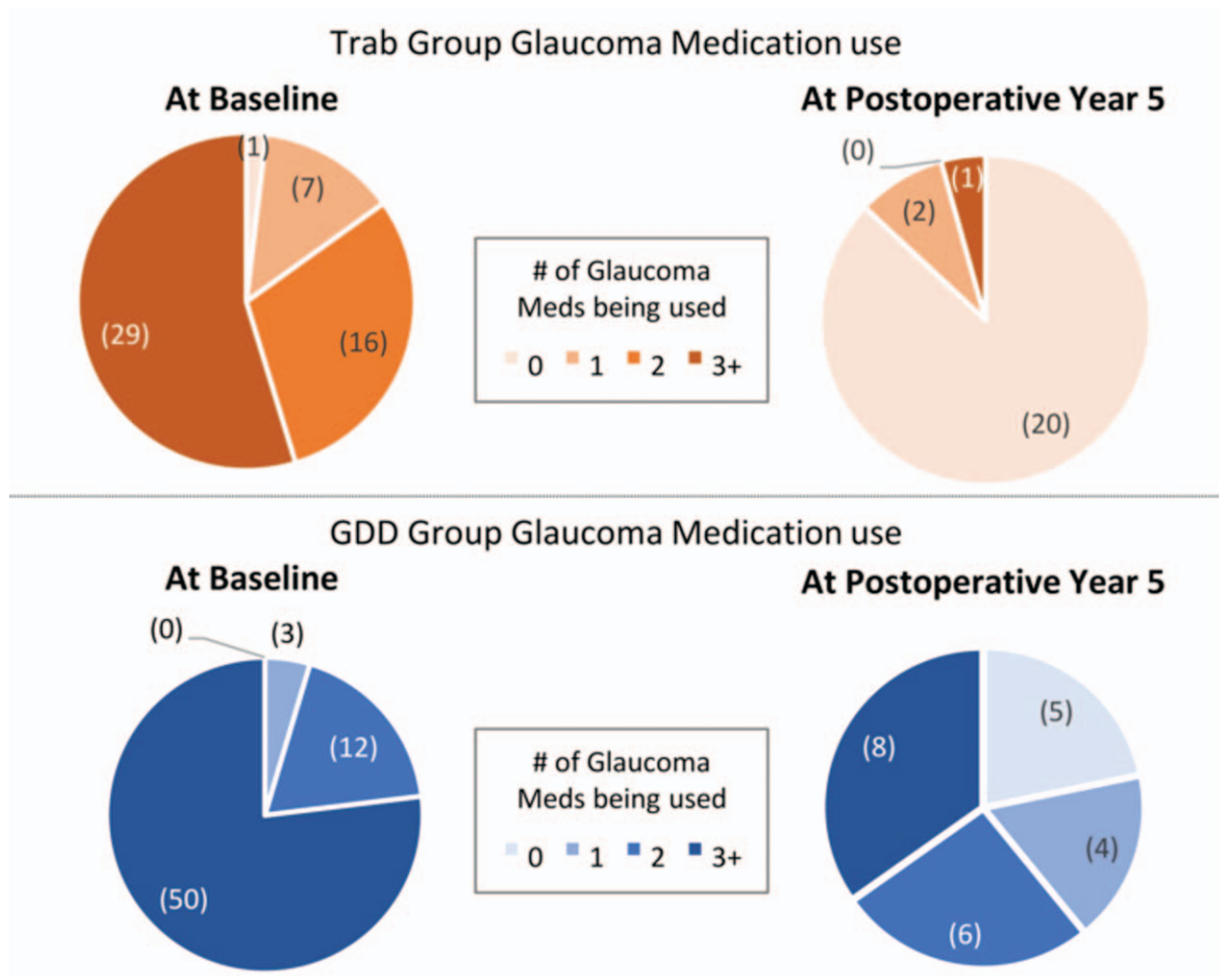 Trab Group Glaucoma Medication use
At Baseline
At Postoperative Year 5
(1)
(7)
(16)
(29)
(0)
(2)
(1)
(20)
# of Glaucoma
Meds being used
0 1 2 3+
GDD Group Glaucoma Medication use
At Baseline
At Postoperative Year 5
(0)
(3)
(12)
(50)
(5)
(4)
(6)
(8)
# of Glaucoma
Meds being used
0 1 2 3+